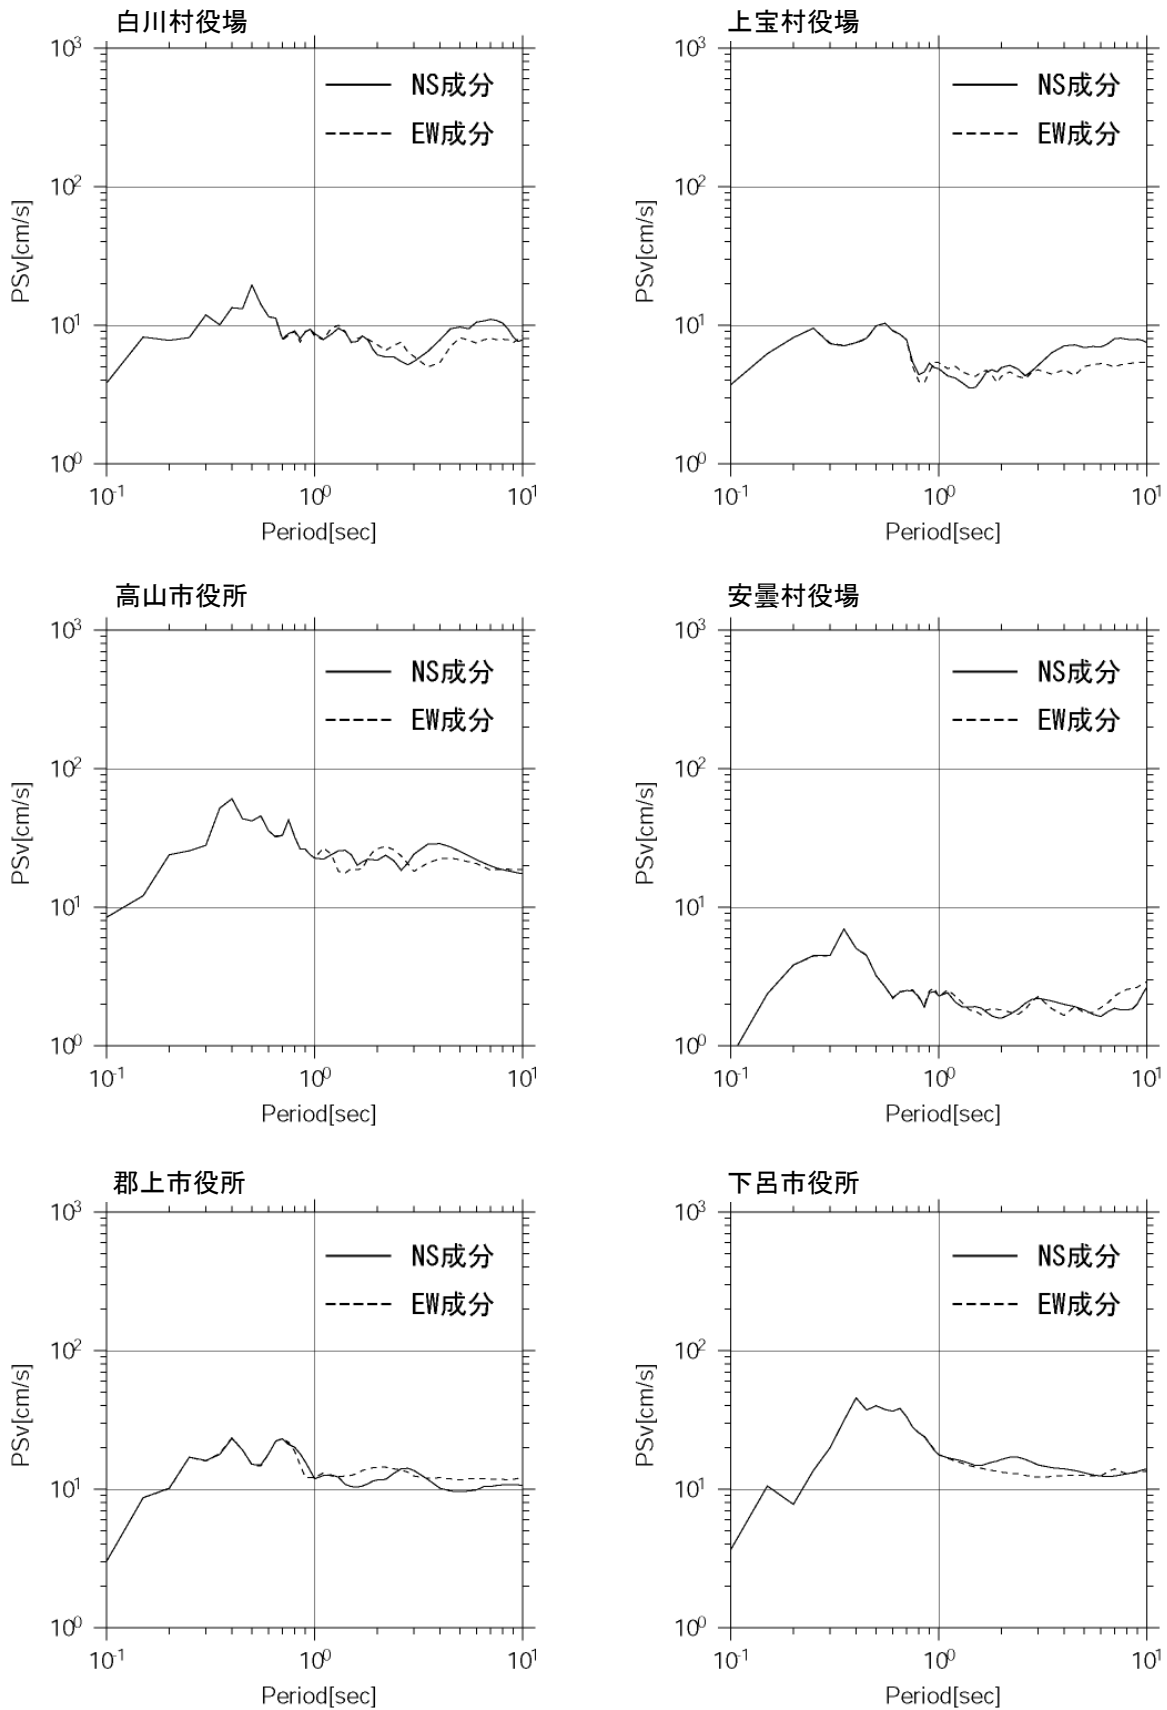 白川村役場
10³
NS成分
EW成分
10²
PSv[cm/s]
10¹
10⁰
10⁻¹ 10⁰ 10¹
Period[sec]
上宝村役場
10³
NS成分
EW成分
10²
PSv[cm/s]
10¹
10⁰
10⁻¹ 10⁰ 10¹
Period[sec]
高山市役所
10³
NS成分
EW成分
10²
PSv[cm/s]
10¹
10⁰
10⁻¹ 10⁰ 10¹
Period[sec]
安曇村役場
10³
NS成分
EW成分
10²
PSv[cm/s]
10¹
10⁰
10⁻¹ 10⁰ 10¹
Period[sec]
郡上市役所
10³
NS成分
EW成分
10²
PSv[cm/s]
10¹
10⁰
10⁻¹ 10⁰ 10¹
Period[sec]
下呂市役所
10³
NS成分
EW成分
10²
PSv[cm/s]
10¹
10⁰
10⁻¹ 10⁰ 10¹
Period[sec]